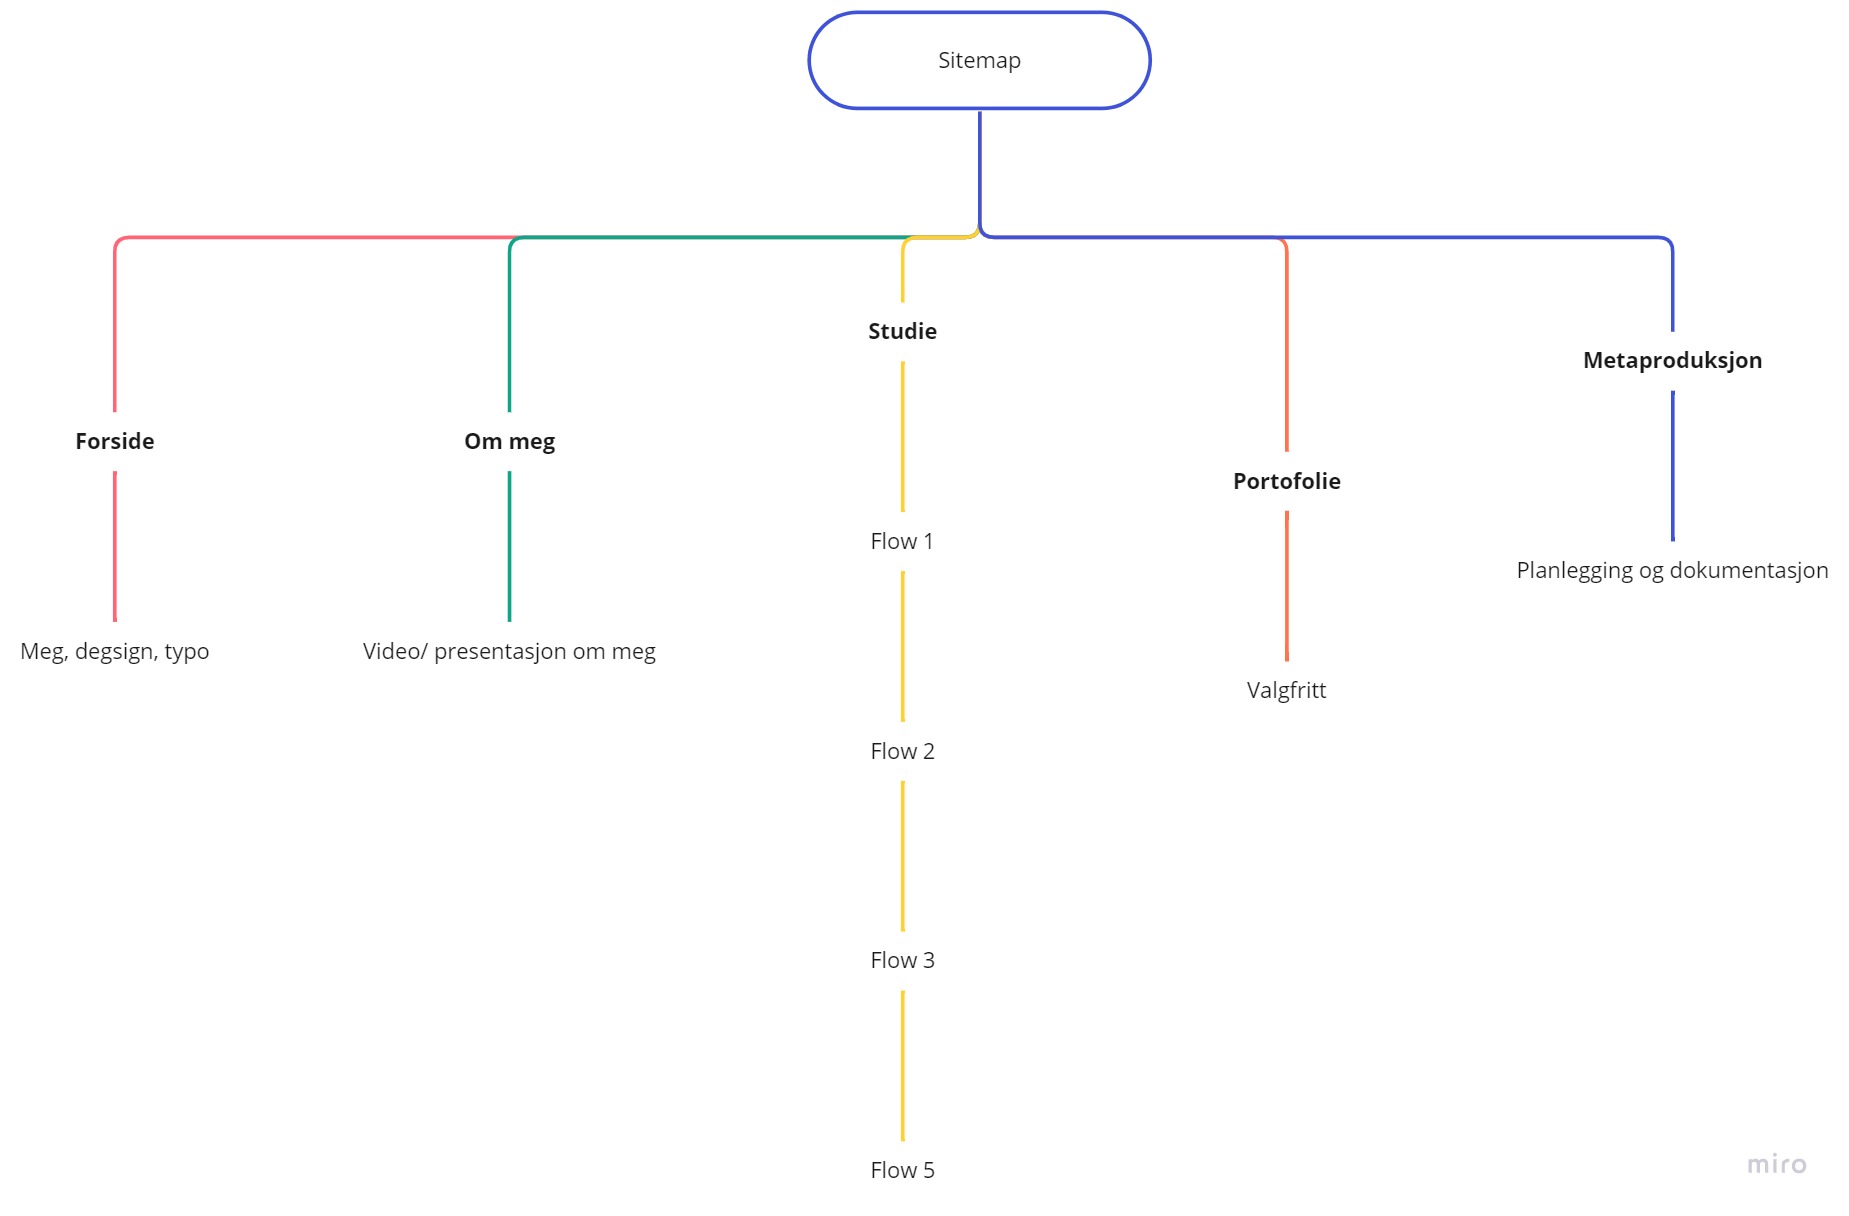 Sitemap
Studie
Metaproduksjon
Forside
Om meg
Portofolie
Flow 1
Planlegging og dokumentasjon
Meg, degsign, typo
Video/ presentasjon om meg
Valgfritt
Flow 2
Flow 3
Flow 5
miro